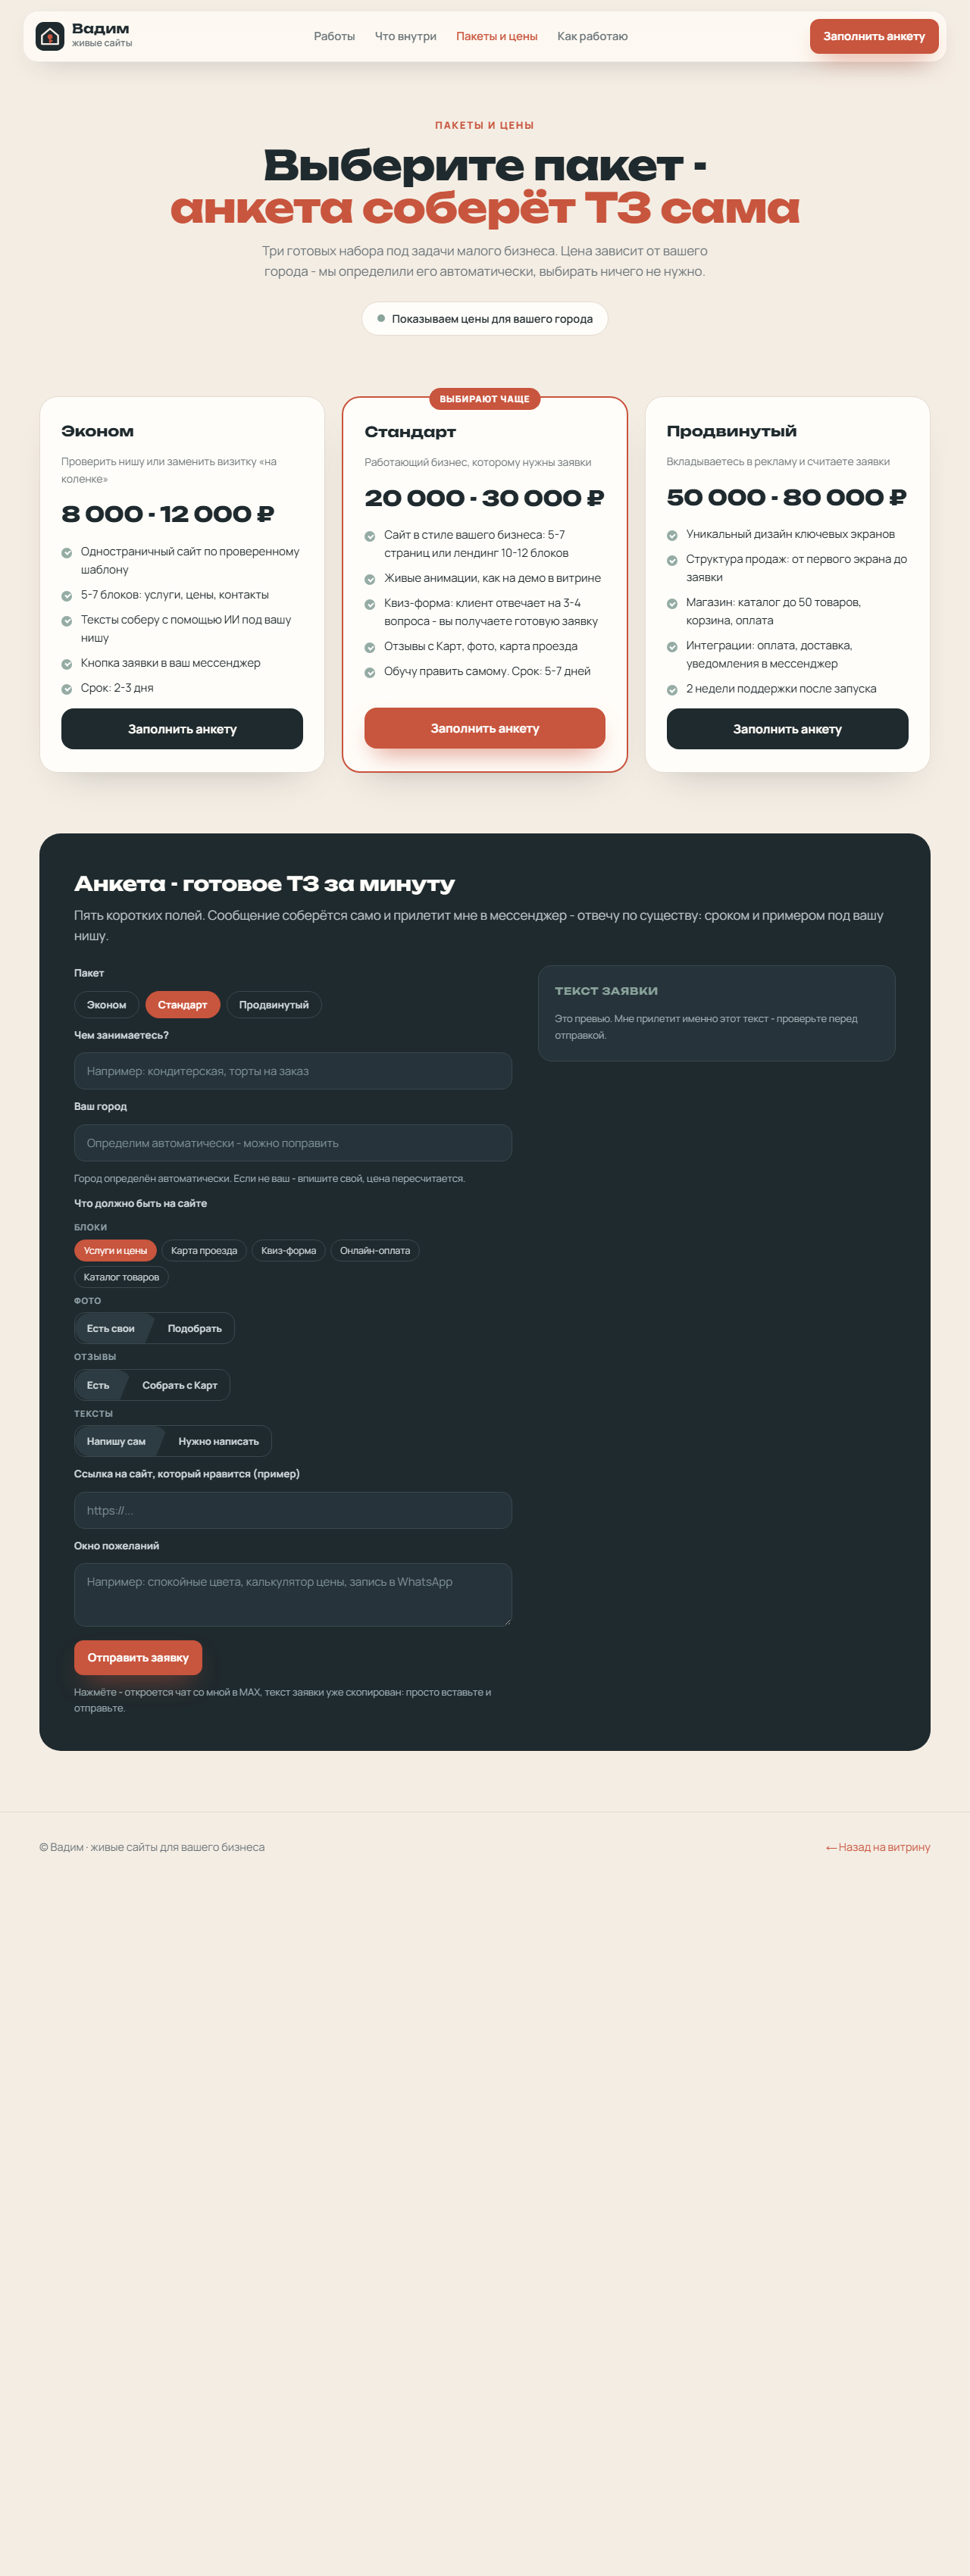 Вадим
живые сайты
Работы
Что внутри
Пакеты и цены
Как работаю
Заполнить анкету
ПАКЕТЫ И ЦЕНЫ
Выберите пакет -
анкета соберёт ТЗ сама
Три готовых набора под задачи малого бизнеса. Цена зависит от вашего
города - мы определили его автоматически, выбирать ничего не нужно.
Показываем цены для вашего города
Эконом
Проверить нишу или заменить визитку «на
коленке»
8 000 - 12 000 ₽
Одностраничный сайт по проверенному
шаблону
5-7 блоков: услуги, цены, контакты
Тексты соберу с помощью ИИ под вашу
нишу
Кнопка заявки в ваш мессенджер
Срок: 2-3 дня
Заполнить анкету
ВЫБИРАЮТ ЧАЩЕ
Стандарт
Работающий бизнес, которому нужны заявки
20 000 - 30 000 ₽
Сайт в стиле вашего бизнеса: 5-7
страниц или лендинг 10-12 блоков
Живые анимации, как на демо в витрине
Квиз-форма: клиент отвечает на 3-4
вопроса - вы получаете готовую заявку
Отзывы с Карт, фото, карта проезда
Обучу править самому. Срок: 5-7 дней
Заполнить анкету
Продвинутый
Вкладываетесь в рекламу и считаете заявки
50 000 - 80 000 ₽
Уникальный дизайн ключевых экранов
Структура продаж: от первого экрана до
заявки
Магазин: каталог до 50 товаров,
корзина, оплата
Интеграции: оплата, доставка,
уведомления в мессенджер
2 недели поддержки после запуска
Заполнить анкету
Анкета - готовое ТЗ за минуту
Пять коротких полей. Сообщение соберётся само и прилетит мне в мессенджер - отвечу по существу: сроком и примером под вашу
нишу.
Пакет
Эконом
Стандарт
Продвинутый
Чем занимаетесь?
Например: кондитерская, торты на заказ
Ваш город
Определим автоматически - можно поправить
Город определён автоматически. Если не ваш - впишите свой, цена пересчитается.
Что должно быть на сайте
БЛОКИ
Услуги и цены
Карта проезда
Квиз-форма
Онлайн-оплата
Каталог товаров
ФОТО
Есть свои
Подобрать
ОТЗЫВЫ
Есть
Собрать с Карт
ТЕКСТЫ
Напишу сам
Нужно написать
Ссылка на сайт, который нравится (пример)
https://...
Окно пожеланий
Например: спокойные цвета, калькулятор цены, запись в WhatsApp
Отправить заявку
Нажмёте - откроется чат со мной в MAX, текст заявки уже скопирован: просто вставьте и
отправьте.
ТЕКСТ ЗАЯВКИ
Это превью. Мне прилетит именно этот текст - проверьте перед
отправкой.
© Вадим · живые сайты для вашего бизнеса
← Назад на витрину